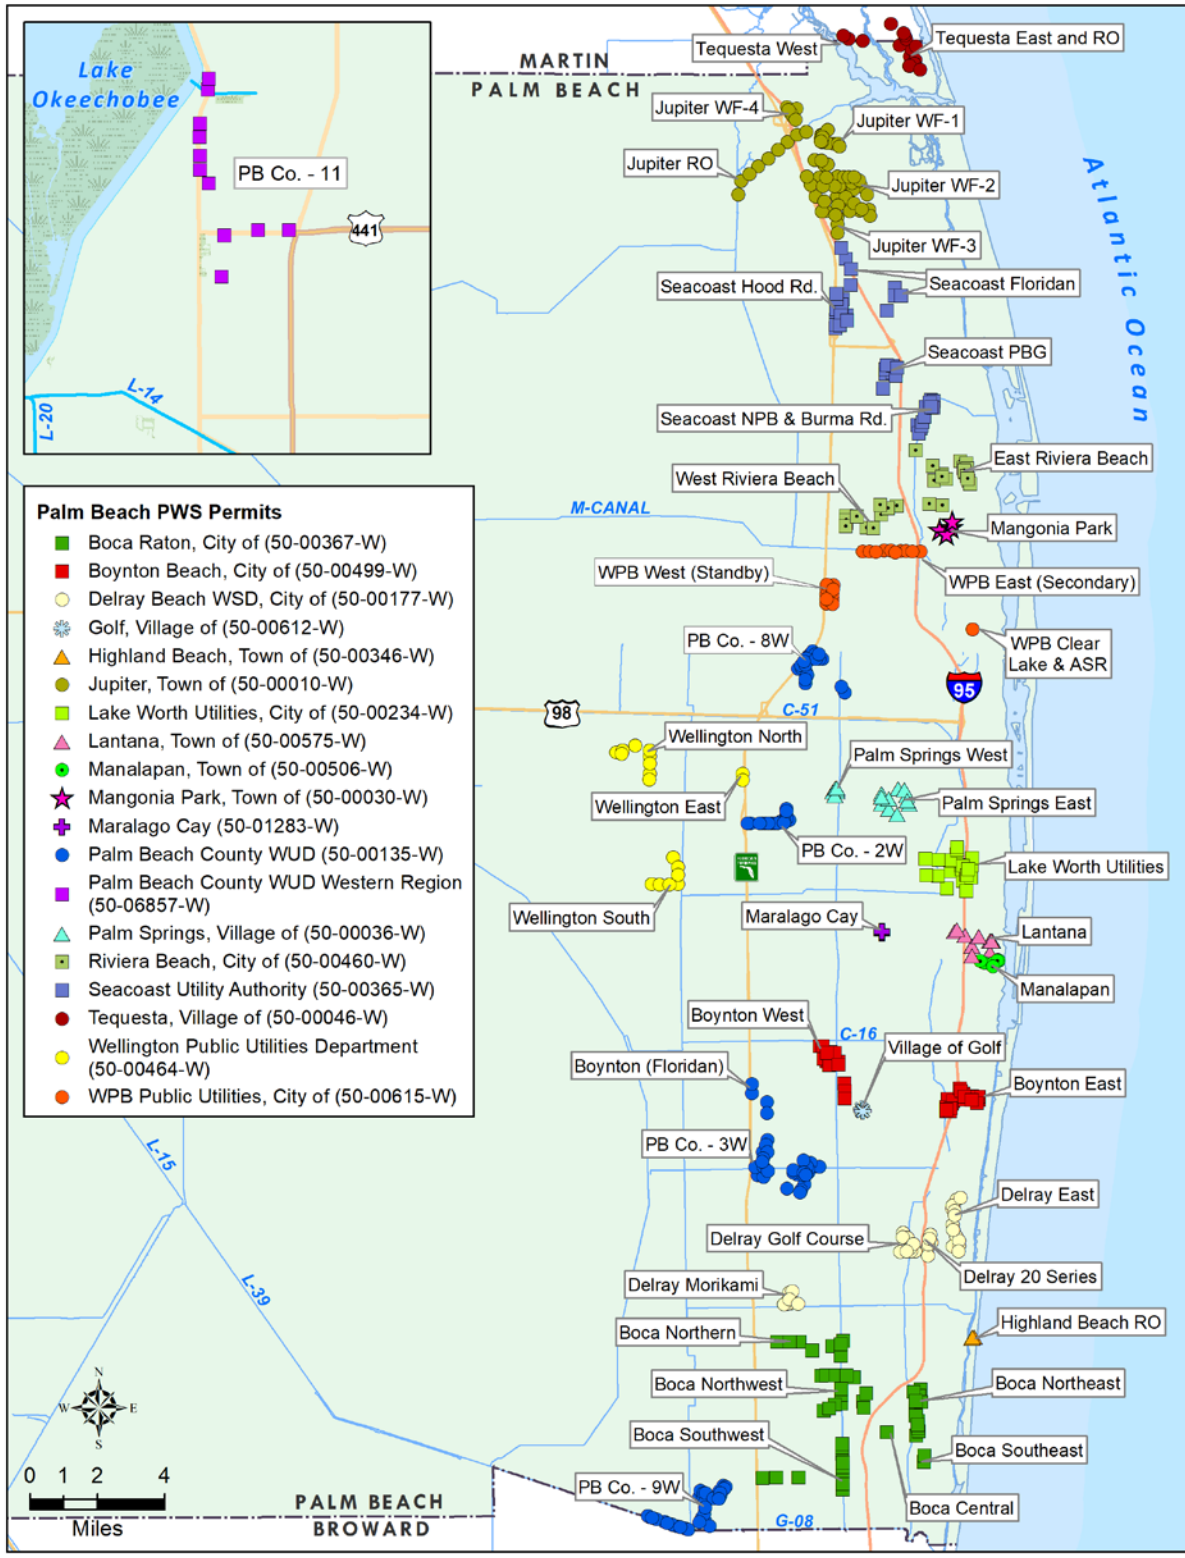 Lake
Okeechobee
PB Co. - 11
441
L-14
L-20
MARTIN
PALM BEACH
Tequesta West
Tequesta East and RO
Jupiter WF-4
Jupiter WF-1
Jupiter RO
Jupiter WF-2
Jupiter WF-3
Atlantic Ocean
Seacoast Hood Rd.
Seacoast Floridan
Seacoast PBG
Seacoast NPB & Burma Rd.
East Riviera Beach
West Riviera Beach
M-CANAL
Mangonia Park
WPB West (Standby)
WPB East (Secondary)
PB Co. - 8W
WPB Clear
Lake & ASR
95
98
C-51
Wellington North
Palm Springs West
Wellington East
Palm Springs East
PB Co. - 2W
Lake Worth Utilities
Wellington South
Maralago Cay
Lantana
Manalapan
Boynton West
C-16
Village of Golf
Boynton (Floridan)
Boynton East
PB Co. - 3W
Delray East
Delray Golf Course
Delray 20 Series
Delray Morikami
Boca Northern
Highland Beach RO
Boca Northwest
Boca Northeast
Boca Southwest
Boca Southeast
PB Co. - 9W
Boca Central
G-08
L-15
L-39
Palm Beach PWS Permits
Boca Raton, City of (50-00367-W)
Boynton Beach, City of (50-00499-W)
Delray Beach WSD, City of (50-00177-W)
Golf, Village of (50-00612-W)
Highland Beach, Town of (50-00346-W)
Jupiter, Town of (50-00010-W)
Lake Worth Utilities, City of (50-00234-W)
Lantana, Town of (50-00575-W)
Manalapan, Town of (50-00506-W)
Mangonia Park, Town of (50-00030-W)
Maralago Cay (50-01283-W)
Palm Beach County WUD (50-00135-W)
Palm Beach County WUD Western Region
(50-06857-W)
Palm Springs, Village of (50-00036-W)
Riviera Beach, City of (50-00460-W)
Seacoast Utility Authority (50-00365-W)
Tequesta, Village of (50-00046-W)
Wellington Public Utilities Department
(50-00464-W)
WPB Public Utilities, City of (50-00615-W)
N
W E
S
0 1 2 4
Miles
PALM BEACH
BROWARD